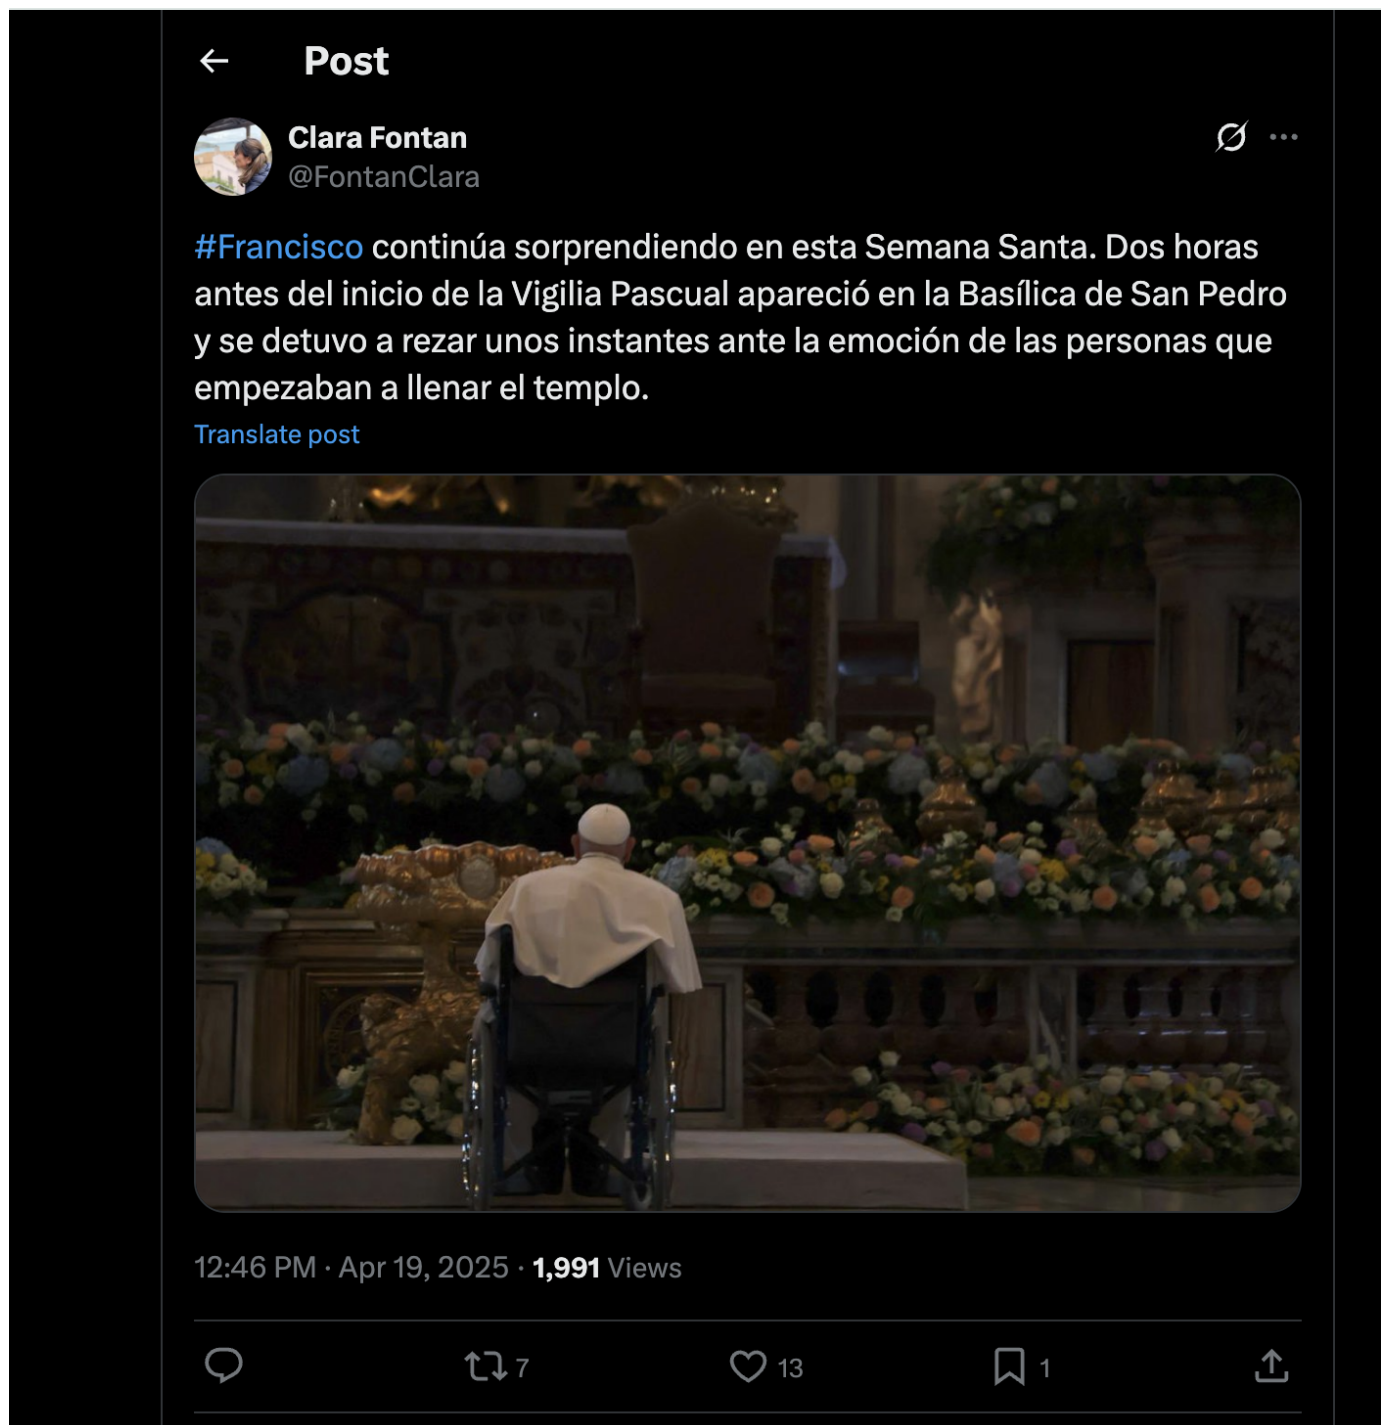 Post
Clara Fontan
@FontanClara
#Francisco continúa sorprendiendo en esta Semana Santa. Dos horas
antes del inicio de la Vigilia Pascual apareció en la Basílica de San Pedro
y se detuvo a rezar unos instantes ante la emoción de las personas que
empezaban a llenar el templo.
Translate post
12:46 PM · Apr 19, 2025 · 1,991 Views
7 13 1